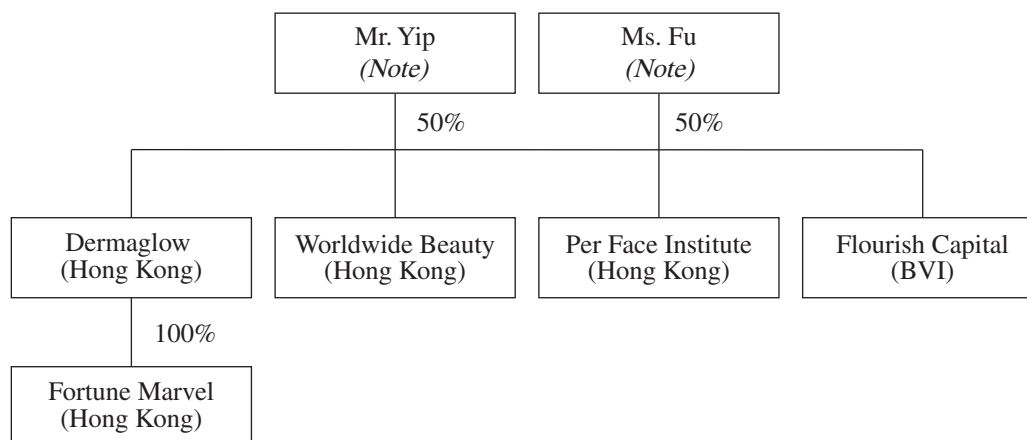 Mr. Yip
(Note)
Ms. Fu
(Note)
50%
50%
Dermaglow
(Hong Kong)
Worldwide Beauty
(Hong Kong)
Per Face Institute
(Hong Kong)
Flourish Capital
(BVI)
100%
Fortune Marvel
(Hong Kong)